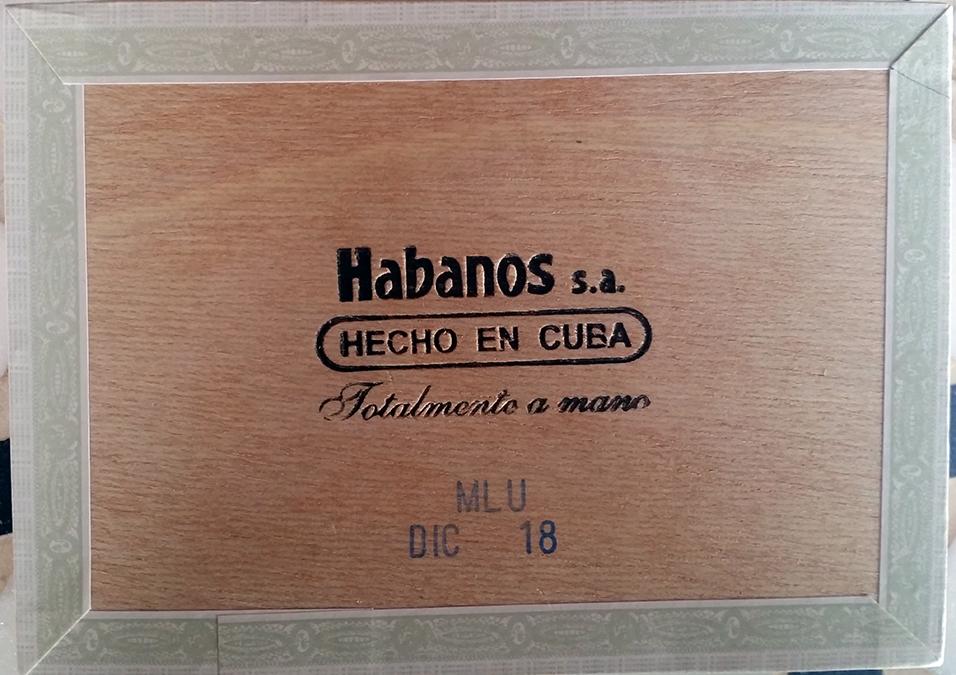 Habanos s.a.
HECHO EN CUBA
Totalmente a mano
MLU
DIC 18